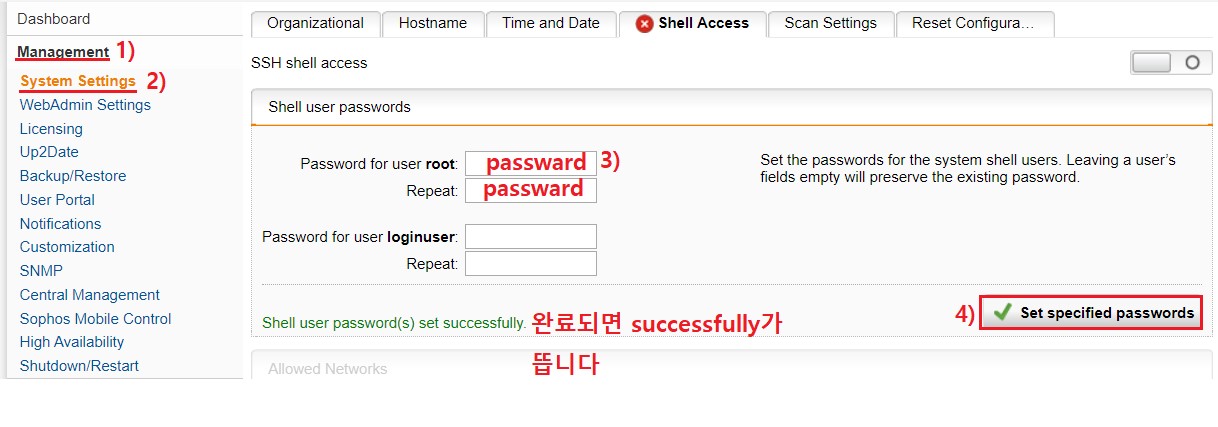 Dashboard
Management 1)
System Settings 2)
WebAdmin Settings
Licensing
Up2Date
Backup/Restore
User Portal
Notifications
Customization
SNMP
Central Management
Sophos Mobile Control
High Availability
Shutdown/Restart
Organizational Hostname Time and Date Shell Access Scan Settings Reset Configura…
SSH shell access
Shell user passwords
Password for user root: passward 3)
Repeat: passward
Set the passwords for the system shell users. Leaving a user's
fields empty will preserve the existing password.
Password for user loginuser:
Repeat:
Shell user password(s) set successfully. 완료되면 successfully가
뜹니다
4) Set specified passwords
Allowed Networks